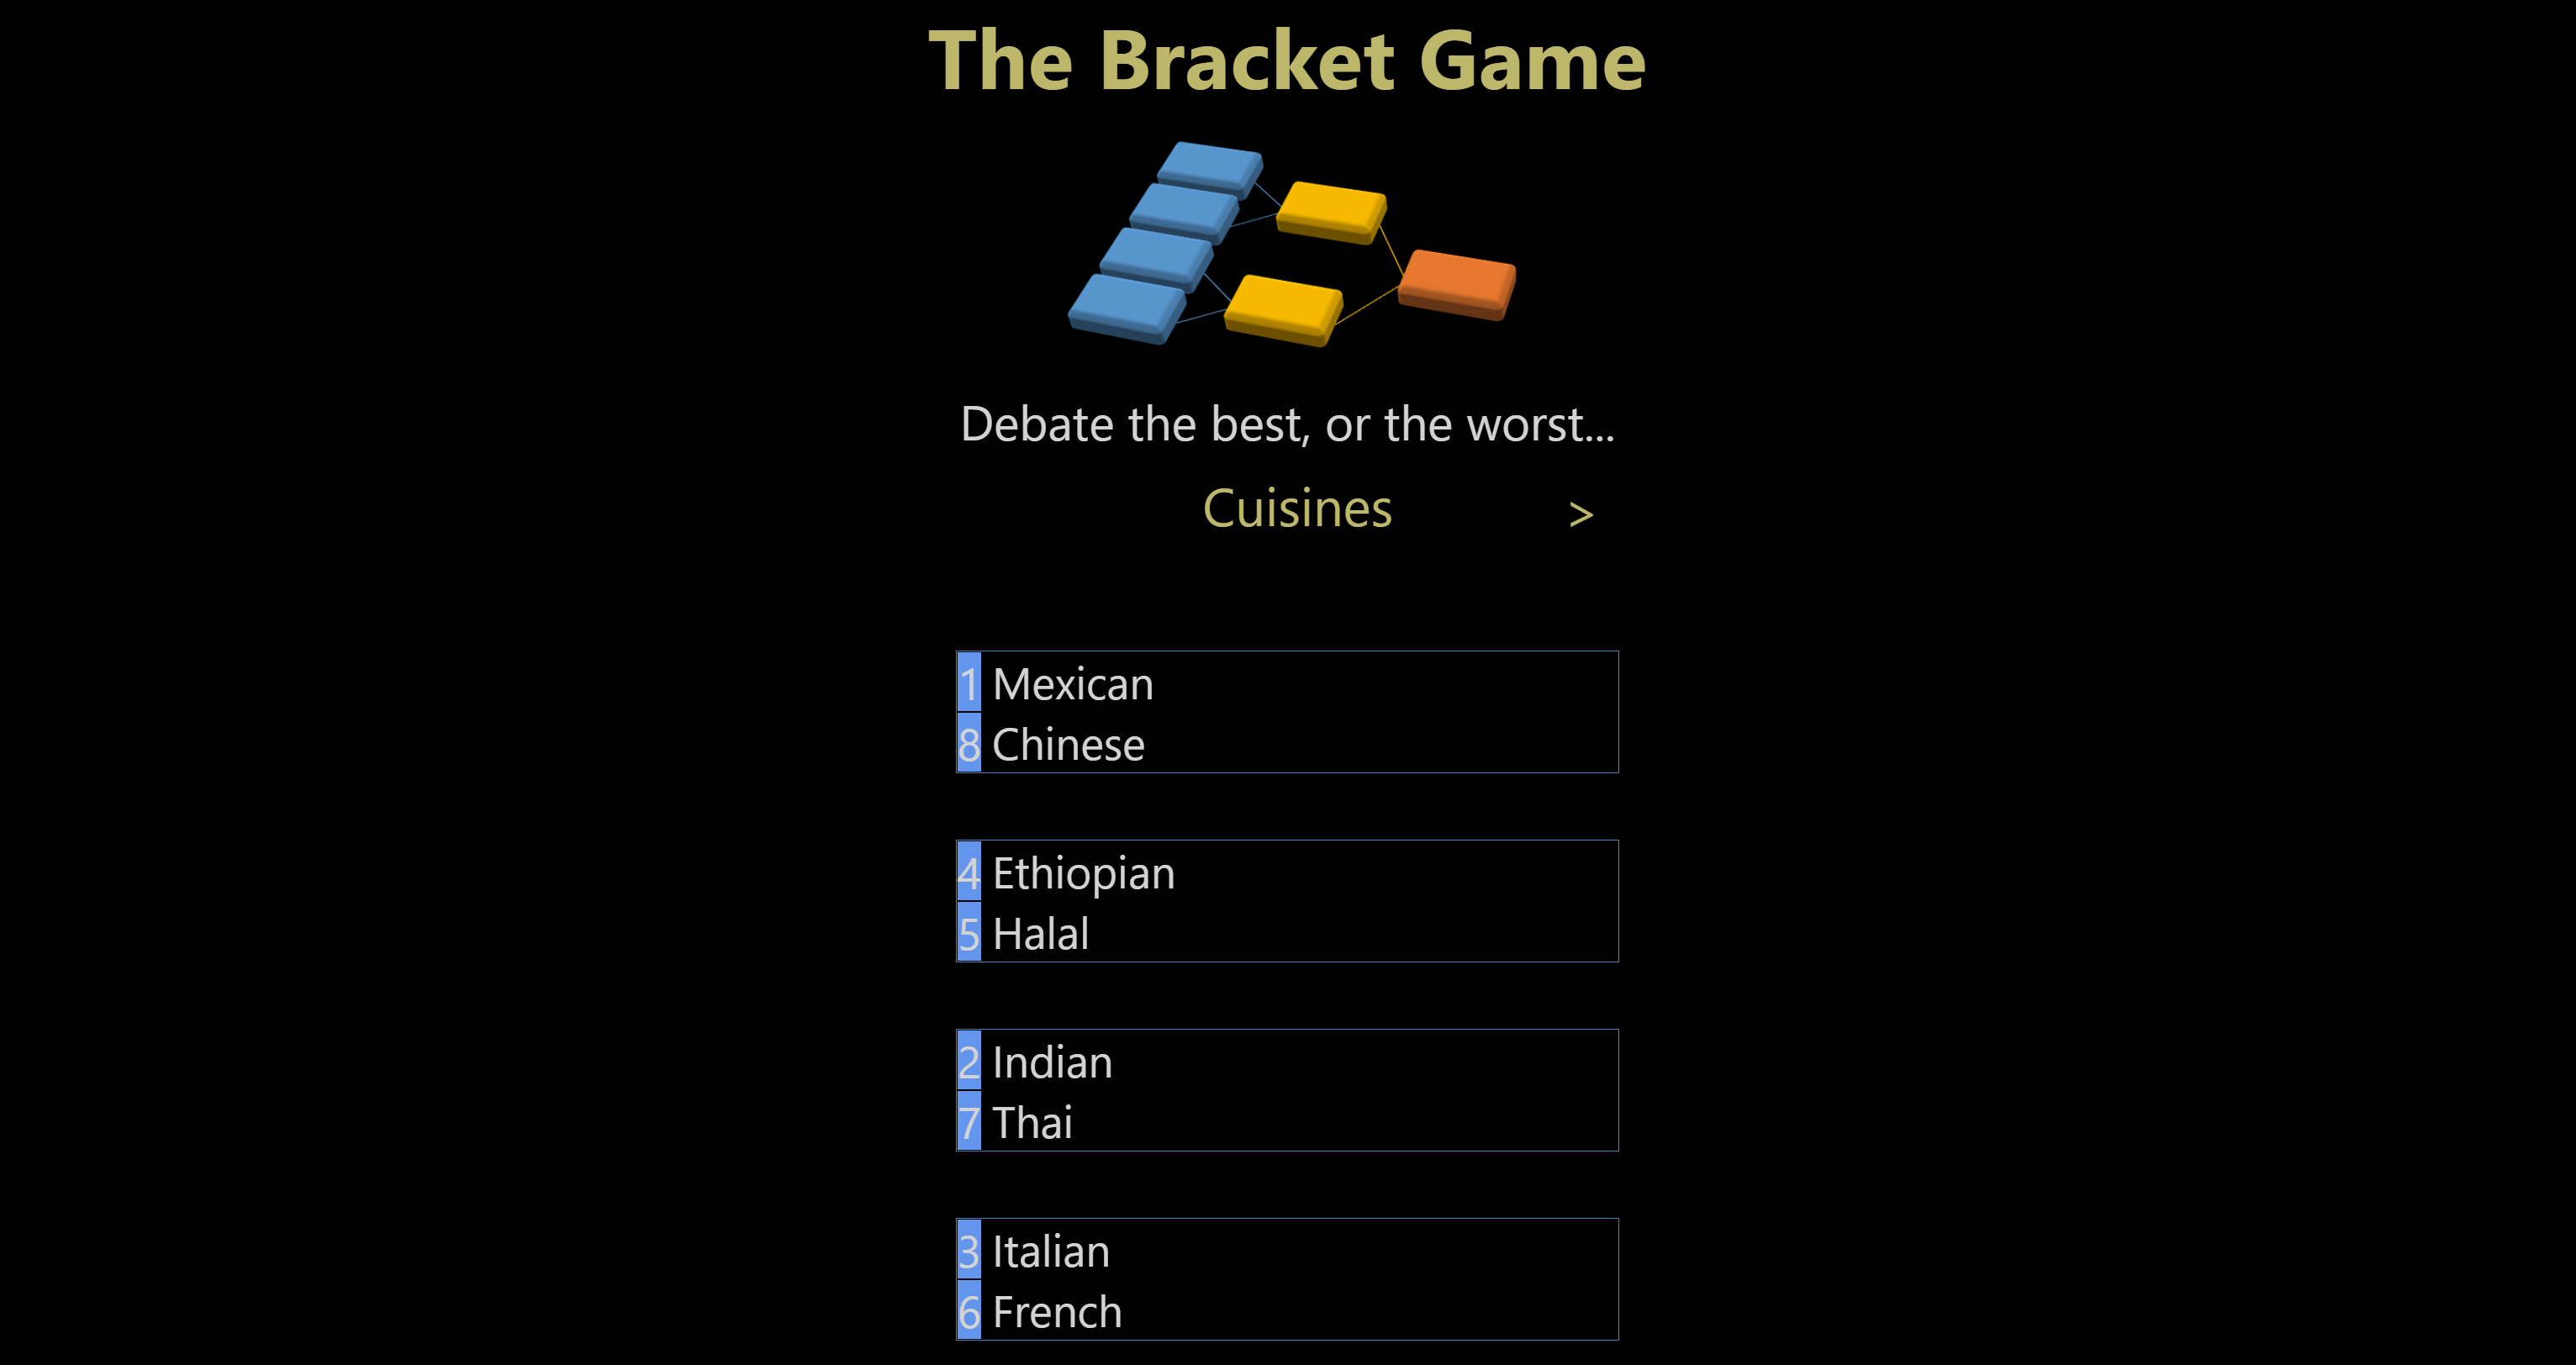 The Bracket Game
Debate the best, or the worst...
Cuisines >
1 Mexican
8 Chinese
4 Ethiopian
5 Halal
2 Indian
7 Thai
3 Italian
6 French